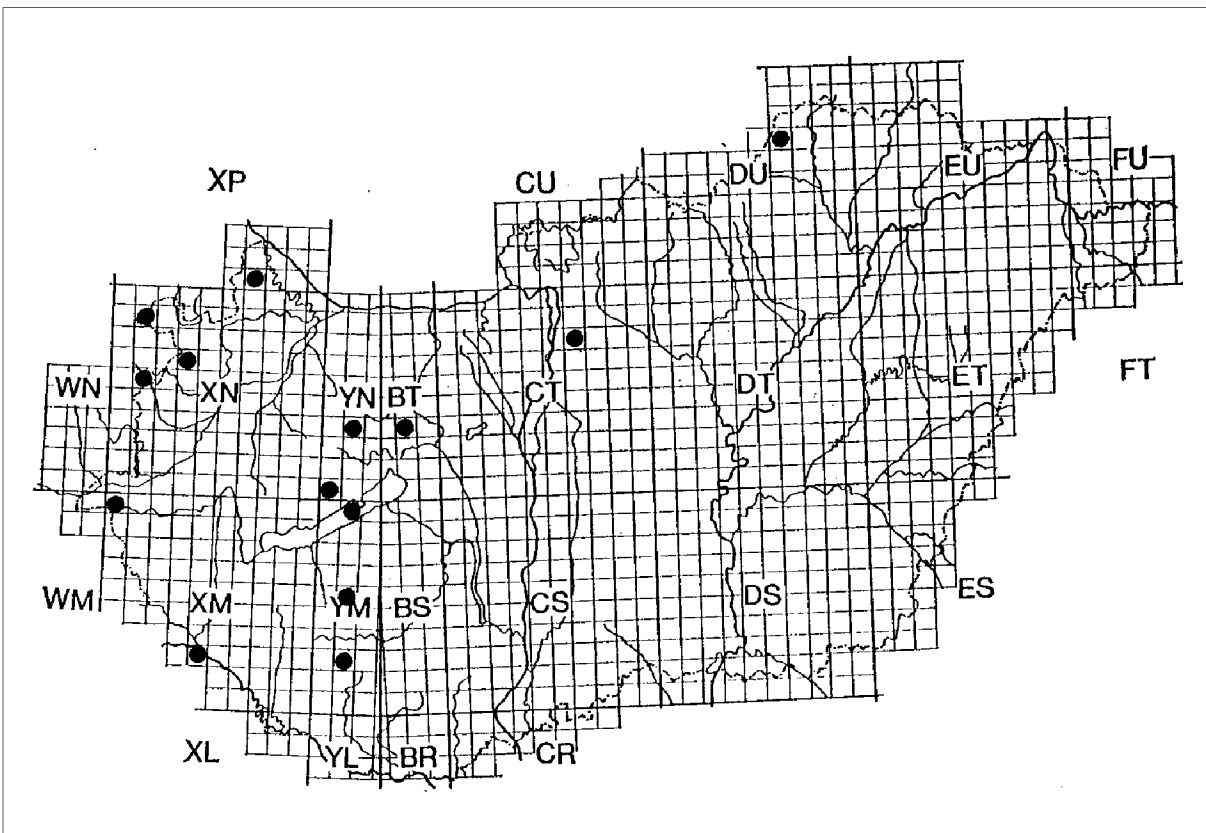 XP CU DU EU FU
WN XN YN BT CT DT ET FT
WM XM YM BS CS DS ES
XL YL BR CR